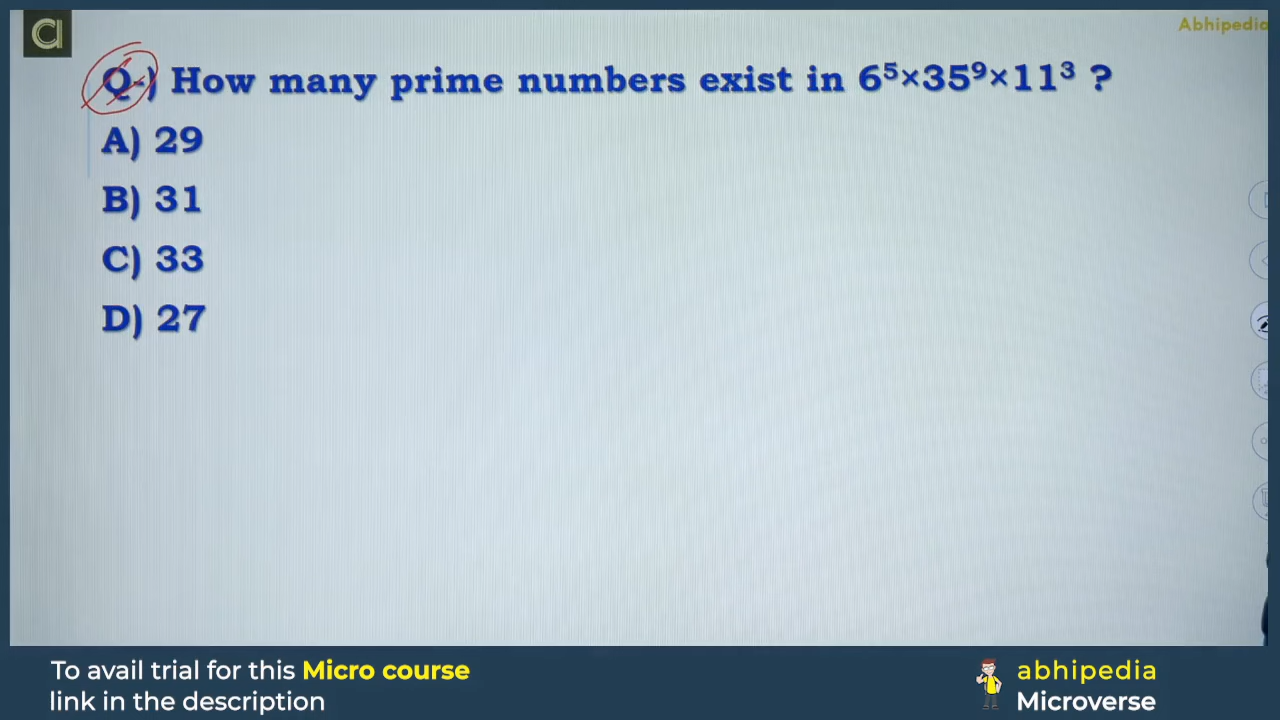 a
Abhipedia
Q-) How many prime numbers exist in 6⁵×35⁹×11³ ?
A) 29
B) 31
C) 33
D) 27
To avail trial for this Micro course
link in the description
abhipedia
Microverse